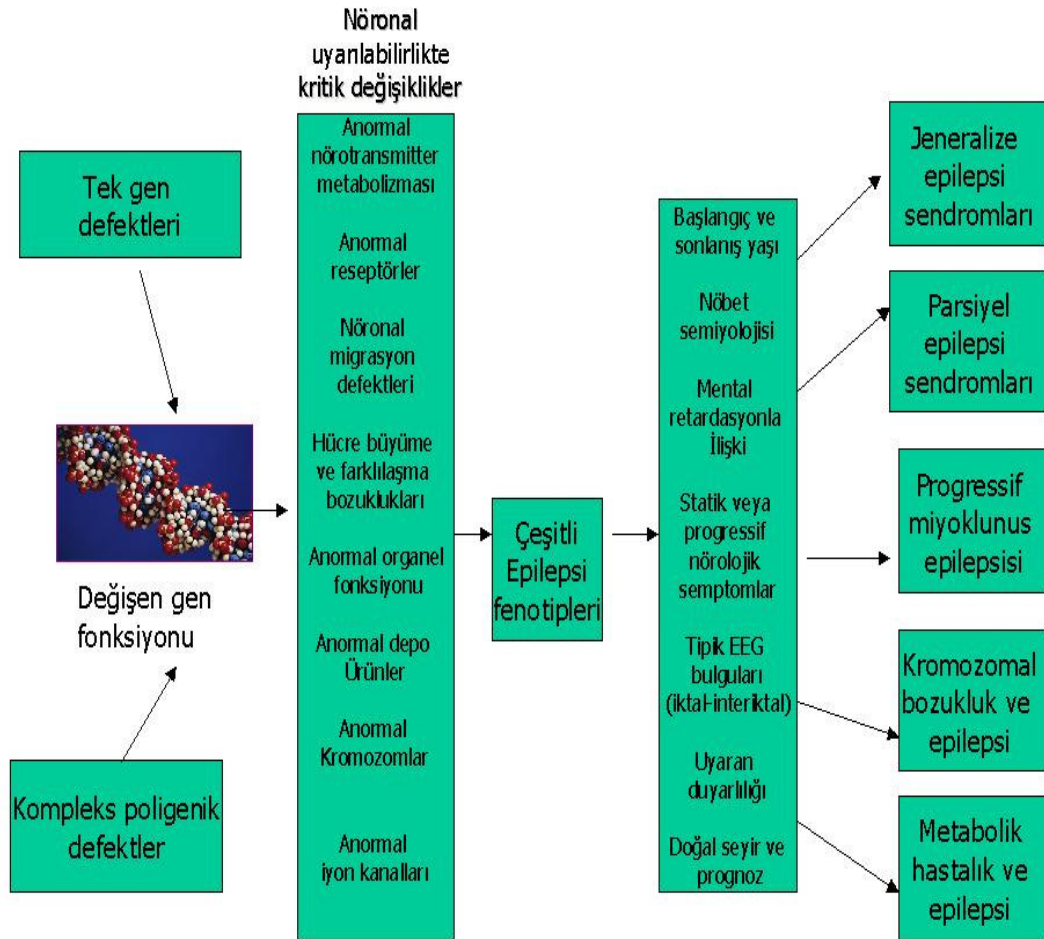 Nöronal
uyarılabilirlikte
kritik değişiklikler
Tek gen
defektleri
Değişen gen
fonksiyonu
Kompleks poligenik
defektler
Anormal
nörotransmitter
metabolizması
Anormal
reseptörler
Nöronal
migrasyon
defektleri
Hücre büyüme
ve farklılaşma
bozuklukları
Anormal organel
fonksiyonu
Anormal depo
Ürünler
Anormal
Kromozomlar
Anormal
iyon kanalları
Çeşitli
Epilepsi
fenotipleri
Başlangıç ve
sonlanış yaşı
Nöbet
semiyolojisi
Mental
retardasyonla
İlişki
Statik veya
progressif
nörolojik
semptomlar
Tipik EEG
bulguları
(iktal-interiktal)
Uyaran
duyarlılığı
Doğal seyir ve
prognoz
Jeneralize
epilepsi
sendromları
Parsiyel
epilepsi
sendromları
Progressif
miyoklunus
epilepsisi
Kromozomal
bozukluk ve
epilepsi
Metabolik
hastalık ve
epilepsi